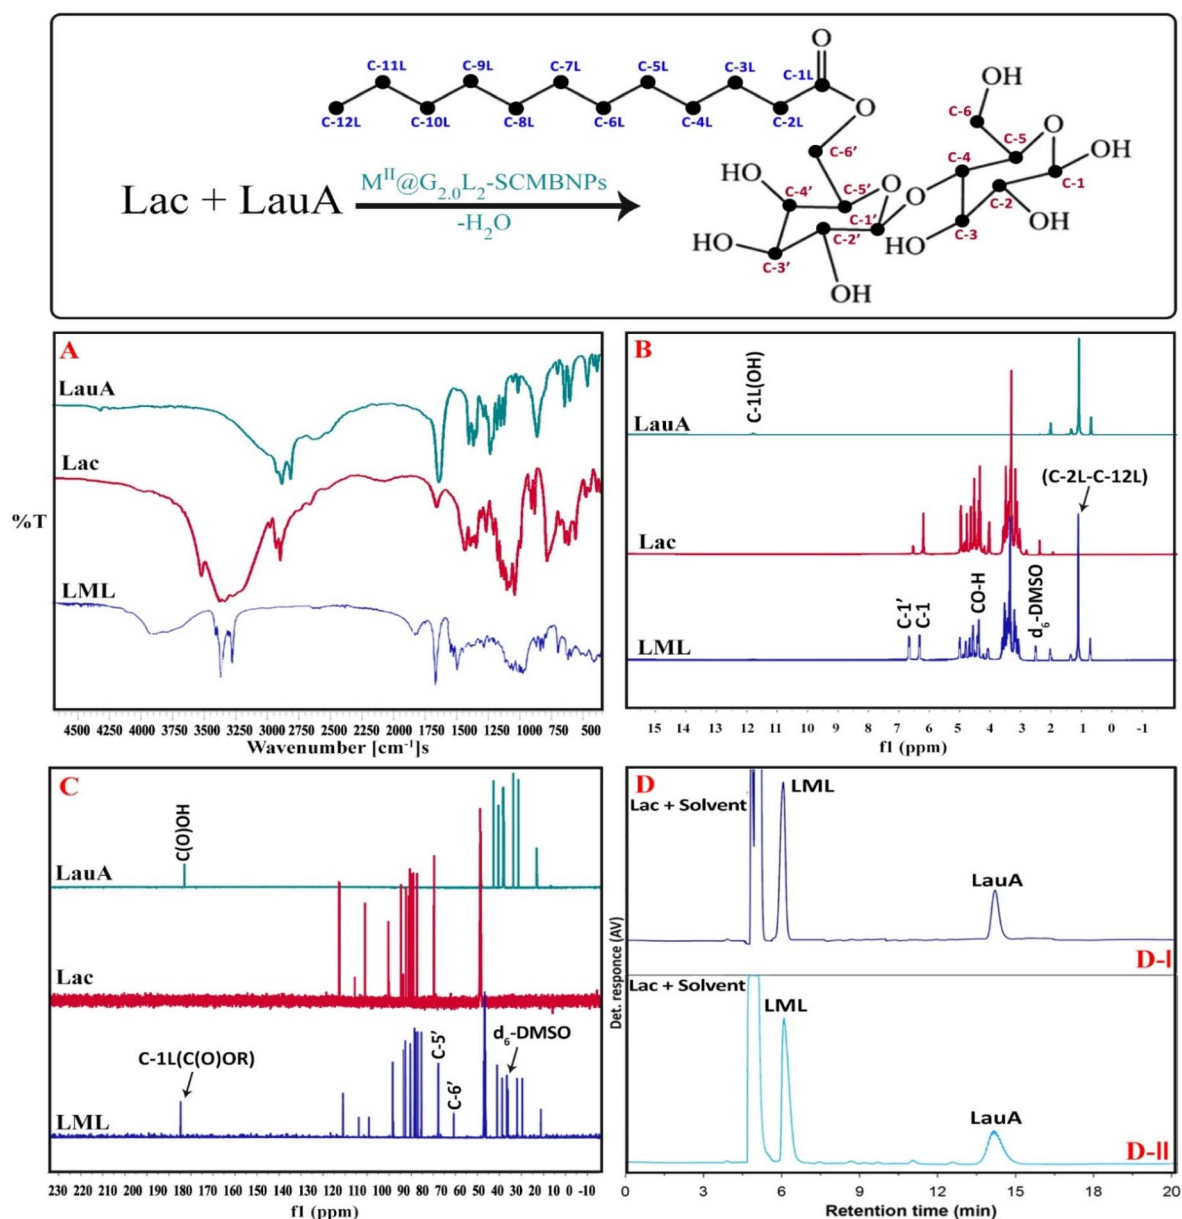 O
C-11L C-9L C-7L C-5L C-3L C-1L
C-12L C-10L C-8L C-6L C-4L C-2L
O
OH
C-6
C-6′
C-5
O
HO
C-4
OH
C-1
C-4′
C-5′
O
C-2
O
C-1′
OH
HO
C-2′
HO
C-3
C-3′
OH
Lac + LauA
M^II@G2.0L2-SCMBNPs
-H2O
A
LauA
Lac
%T
LML
4500 4000 3500 3000 2500 2000 1750 1500 1250 1000 750 500
Wavenumber [cm⁻¹]s
B
C-1L(OH)
LauA
(C-2L-C-12L)
Lac
C-1′
C-1
CO-H
d6-DMSO
LML
15 14 13 12 11 10 9 8 7 6 5 4 3 2 1 0 -1
f1 (ppm)
C
C(O)OH
LauA
Lac
C-1L(C(O)OR)
C-5′
C-6′
d6-DMSO
LML
230 220 210 200 190 180 170 160 150 140 130 120 110 100 90 80 70 60 50 40 30 20 10 0 -10
f1 (ppm)
D
Lac + Solvent
LML
LauA
D-I
Det. responce (AV)
Lac + Solvent
LML
LauA
D-II
0 3 6 9 12 15 18 20
Retention time (min)